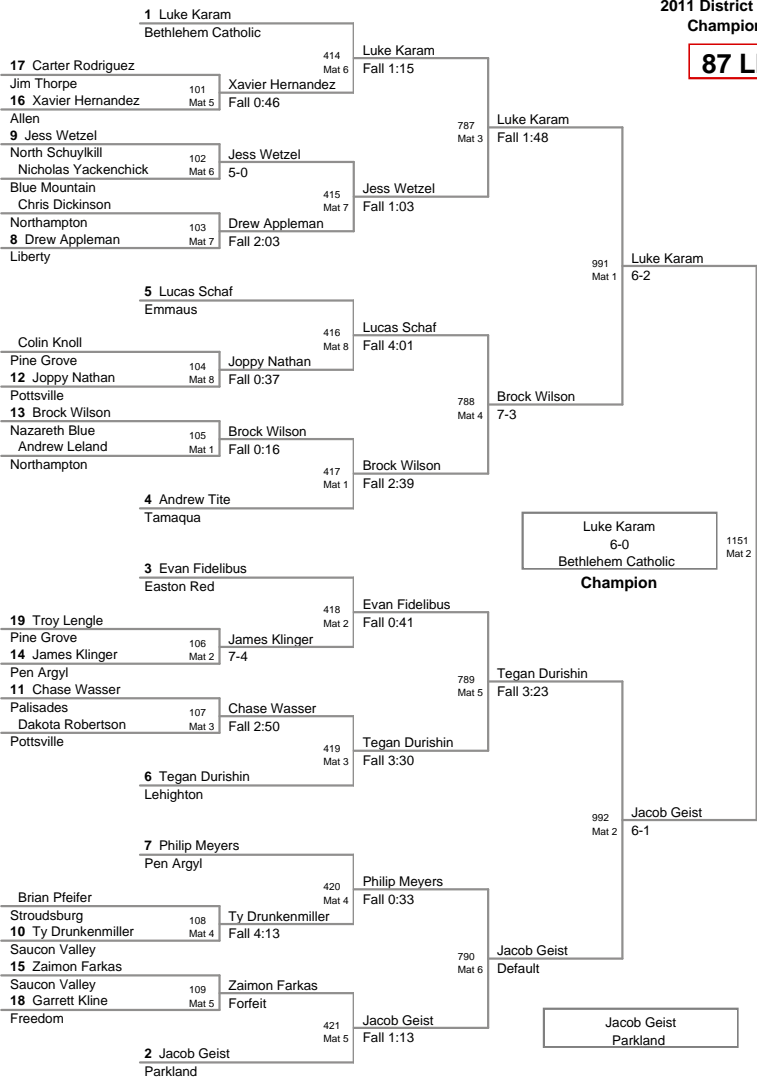 2011 District
Champion
87 L
1 Luke Karam
Bethlehem Catholic
414
Mat 6
Luke Karam
Fall 1:15
17 Carter Rodriguez
Jim Thorpe
101
Mat 5
Xavier Hernandez
Fall 0:46
16 Xavier Hernandez
Allen
787
Mat 3
Luke Karam
Fall 1:48
9 Jess Wetzel
North Schuylkill
102
Mat 6
Jess Wetzel
5-0
Nicholas Yackenchick
Blue Mountain
415
Mat 7
Jess Wetzel
Fall 1:03
Chris Dickinson
Northampton
103
Mat 7
Drew Appleman
Fall 2:03
8 Drew Appleman
Liberty
991
Mat 1
Luke Karam
6-2
5 Lucas Schaf
Emmaus
416
Mat 8
Lucas Schaf
Fall 4:01
Colin Knoll
Pine Grove
104
Mat 8
Joppy Nathan
Fall 0:37
12 Joppy Nathan
Pottsville
788
Mat 4
Brock Wilson
7-3
13 Brock Wilson
Nazareth Blue
105
Mat 1
Brock Wilson
Fall 0:16
Andrew Leland
Northampton
417
Mat 1
Brock Wilson
Fall 2:39
4 Andrew Tite
Tamaqua
Luke Karam
6-0
Bethlehem Catholic
Champion
1151
Mat 2
3 Evan Fidelibus
Easton Red
418
Mat 2
Evan Fidelibus
Fall 0:41
19 Troy Lengle
Pine Grove
106
Mat 2
James Klinger
7-4
14 James Klinger
Pen Argyl
789
Mat 5
Tegan Durishin
Fall 3:23
11 Chase Wasser
Palisades
107
Mat 3
Chase Wasser
Fall 2:50
Dakota Robertson
Pottsville
419
Mat 3
Tegan Durishin
Fall 3:30
6 Tegan Durishin
Lehighton
992
Mat 2
Jacob Geist
6-1
7 Philip Meyers
Pen Argyl
420
Mat 4
Philip Meyers
Fall 0:33
Brian Pfeifer
Stroudsburg
108
Mat 4
Ty Drunkenmiller
Fall 4:13
10 Ty Drunkenmiller
Saucon Valley
790
Mat 6
Jacob Geist
Default
15 Zaimon Farkas
Saucon Valley
109
Mat 5
Zaimon Farkas
Forfeit
18 Garrett Kline
Freedom
421
Mat 5
Jacob Geist
Fall 1:13
2 Jacob Geist
Parkland
Jacob Geist
Parkland